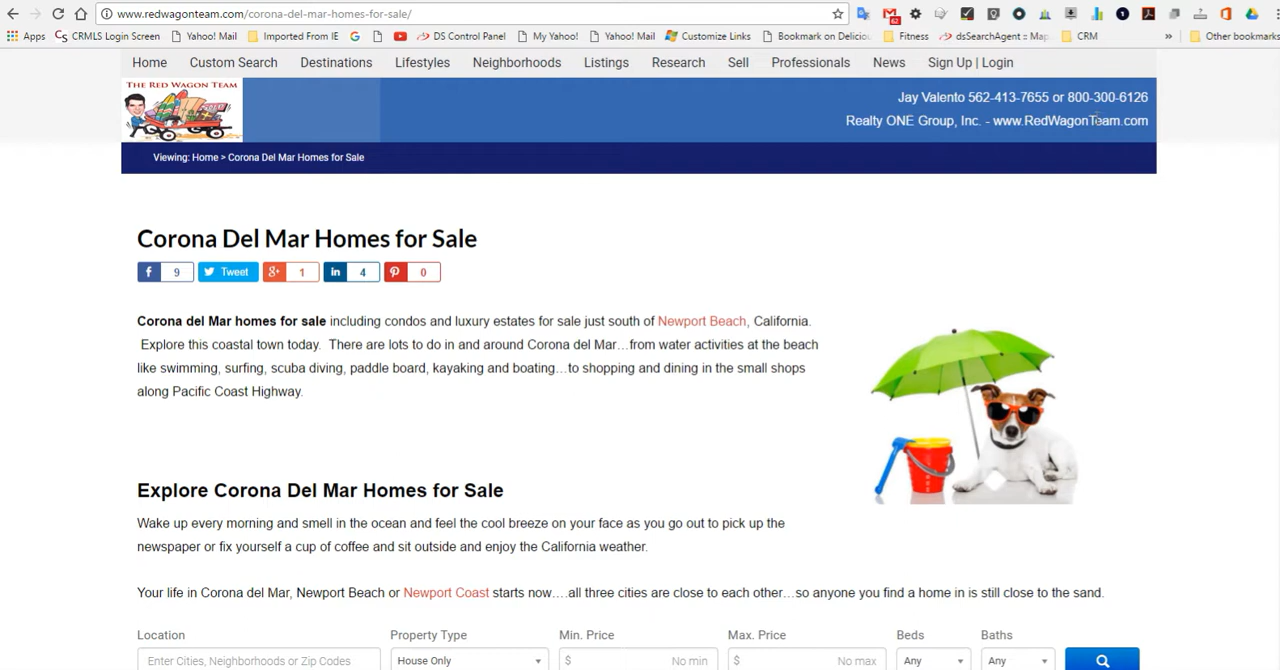 www.redwagonteam.com/corona-del-mar-homes-for-sale/
62
Apps CRMLS Login Screen Yahoo! Mail Imported From IE DS Control Panel My Yahoo! Yahoo! Mail Customize Links Bookmark on Deliciou Fitness dsSearchAgent :: Map CRM » Other bookmarks
Home Custom Search Destinations Lifestyles Neighborhoods Listings Research Sell Professionals News Sign Up | Login
THE RED WAGON TEAM
SOLD
Jay Valento 562-413-7655 or 800-300-6126
Realty ONE Group, Inc. - www.RedWagonTeam.com
Viewing: Home > Corona Del Mar Homes for Sale
Corona Del Mar Homes for Sale
f 9 Tweet g+ 1 in 4 0
Corona del Mar homes for sale including condos and luxury estates for sale just south of Newport Beach, California.
Explore this coastal town today. There are lots to do in and around Corona del Mar…from water activities at the beach
like swimming, surfing, scuba diving, paddle board, kayaking and boating…to shopping and dining in the small shops
along Pacific Coast Highway.
Explore Corona Del Mar Homes for Sale
Wake up every morning and smell in the ocean and feel the cool breeze on your face as you go out to pick up the
newspaper or fix yourself a cup of coffee and sit outside and enjoy the California weather.
Your life in Corona del Mar, Newport Beach or Newport Coast starts now….all three cities are close to each other…so anyone you find a home in is still close to the sand.
Location Property Type Min. Price Max. Price Beds Baths
Enter Cities, Neighborhoods or Zip Codes House Only $ No min $ No max Any Any